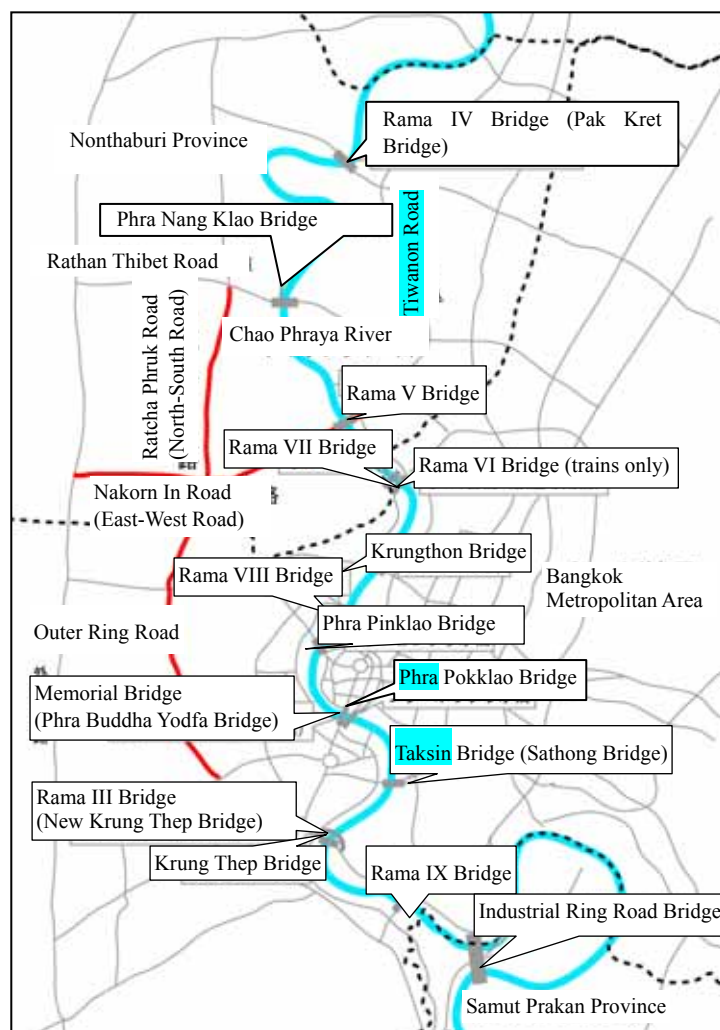 Rama IV Bridge (Pak Kret
Bridge)
Nonthaburi Province
Phra Nang Klao Bridge
Tiwanon Road
Rathan Thibet Road
Ratcha Phruk Road
(North-South Road)
Chao Phraya River
Rama V Bridge
Rama VII Bridge
Rama VI Bridge (trains only)
Nakorn In Road
(East-West Road)
Krungthon Bridge
Rama VIII Bridge
Bangkok
Metropolitan Area
Phra Pinklao Bridge
Outer Ring Road
Phra Pokklao Bridge
Memorial Bridge
(Phra Buddha Yodfa Bridge)
Taksin Bridge (Sathong Bridge)
Rama III Bridge
(New Krung Thep Bridge)
Krung Thep Bridge
Rama IX Bridge
Industrial Ring Road Bridge
Samut Prakan Province